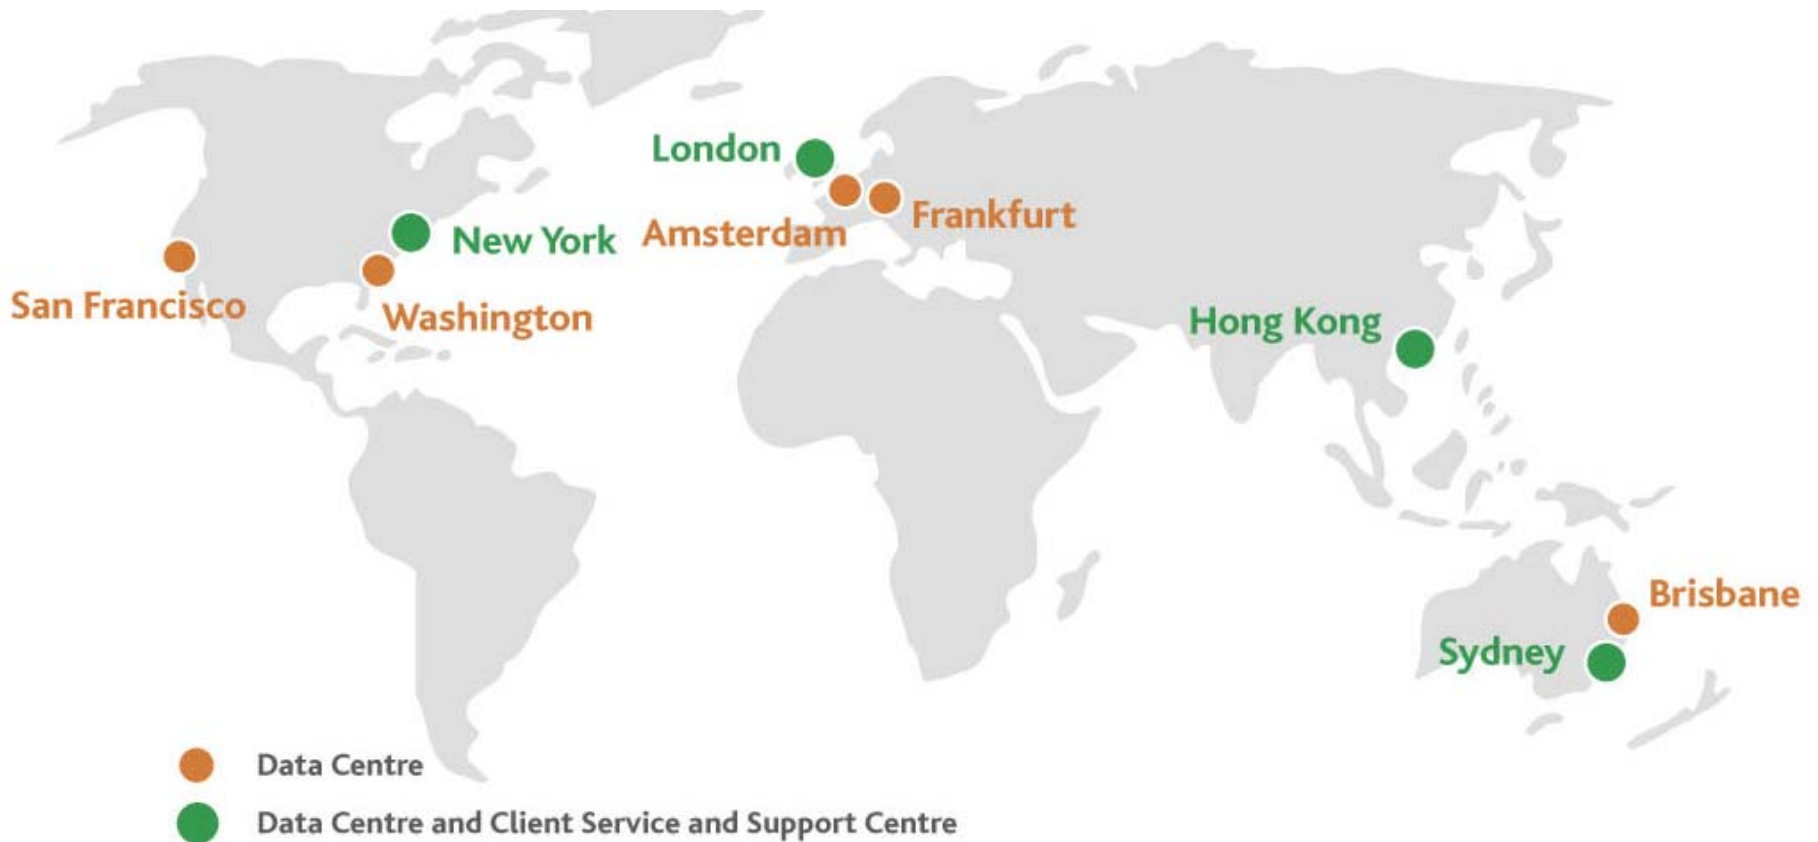 London
Frankfurt
New York
Amsterdam
San Francisco
Washington
Hong Kong
Brisbane
Sydney
Data Centre
Data Centre and Client Service and Support Centre